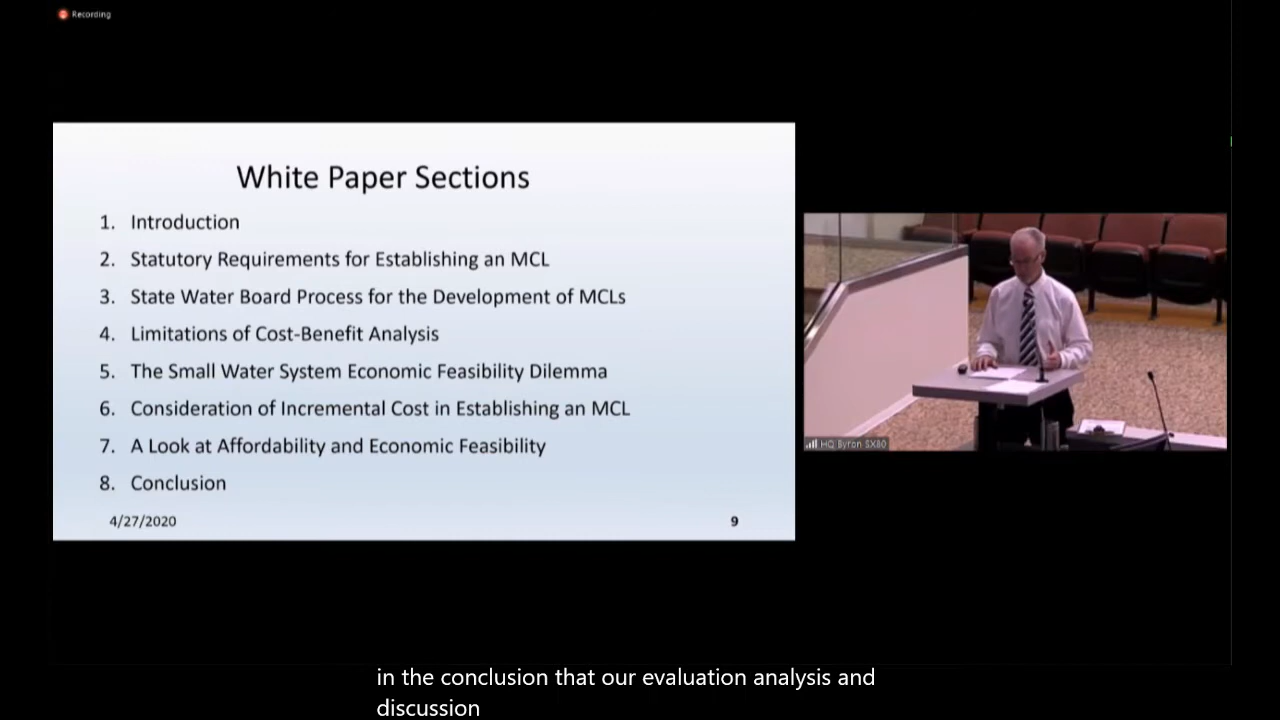 Recording
White Paper Sections
1. Introduction
2. Statutory Requirements for Establishing an MCL
3. State Water Board Process for the Development of MCLs
4. Limitations of Cost-Benefit Analysis
5. The Small Water System Economic Feasibility Dilemma
6. Consideration of Incremental Cost in Establishing an MCL
7. A Look at Affordability and Economic Feasibility
8. Conclusion
4/27/2020
9
HQ Byron SX80
in the conclusion that our evaluation analysis and
discussion